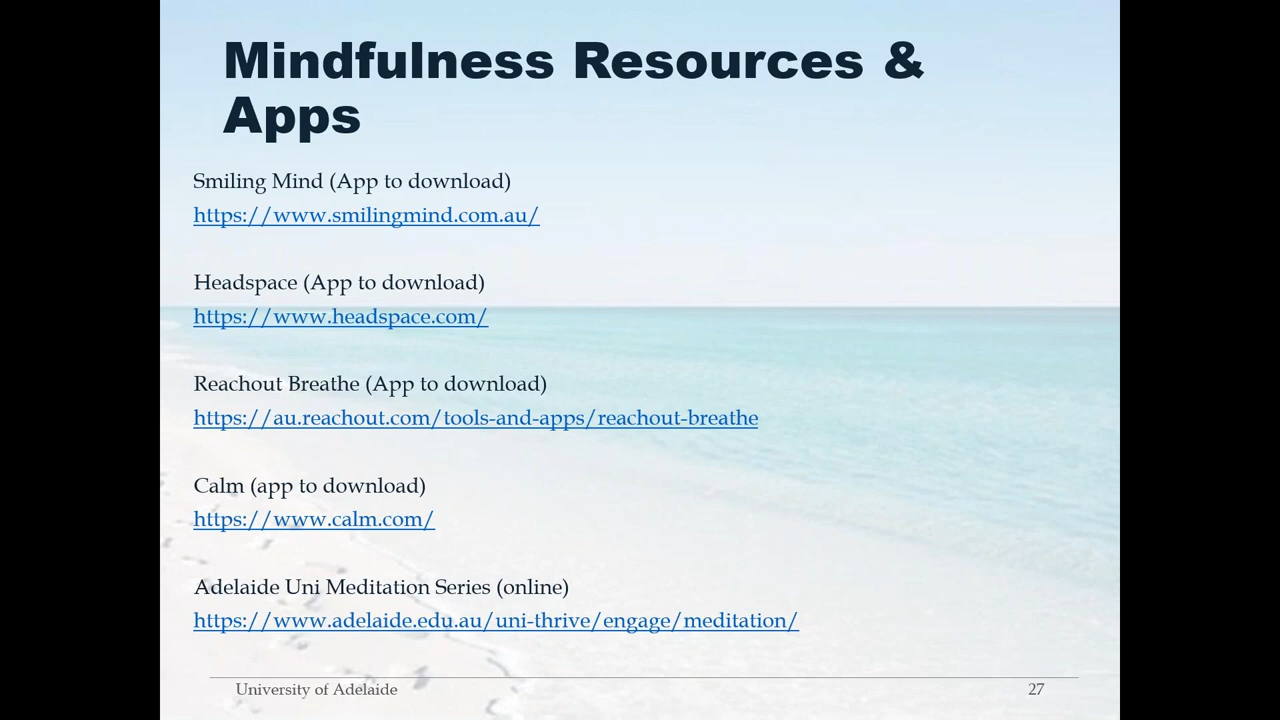 Mindfulness Resources &
Apps
Smiling Mind (App to download)
https://www.smilingmind.com.au/
Headspace (App to download)
https://www.headspace.com/
Reachout Breathe (App to download)
https://au.reachout.com/tools-and-apps/reachout-breathe
Calm (app to download)
https://www.calm.com/
Adelaide Uni Meditation Series (online)
https://www.adelaide.edu.au/uni-thrive/engage/meditation/
University of Adelaide
27